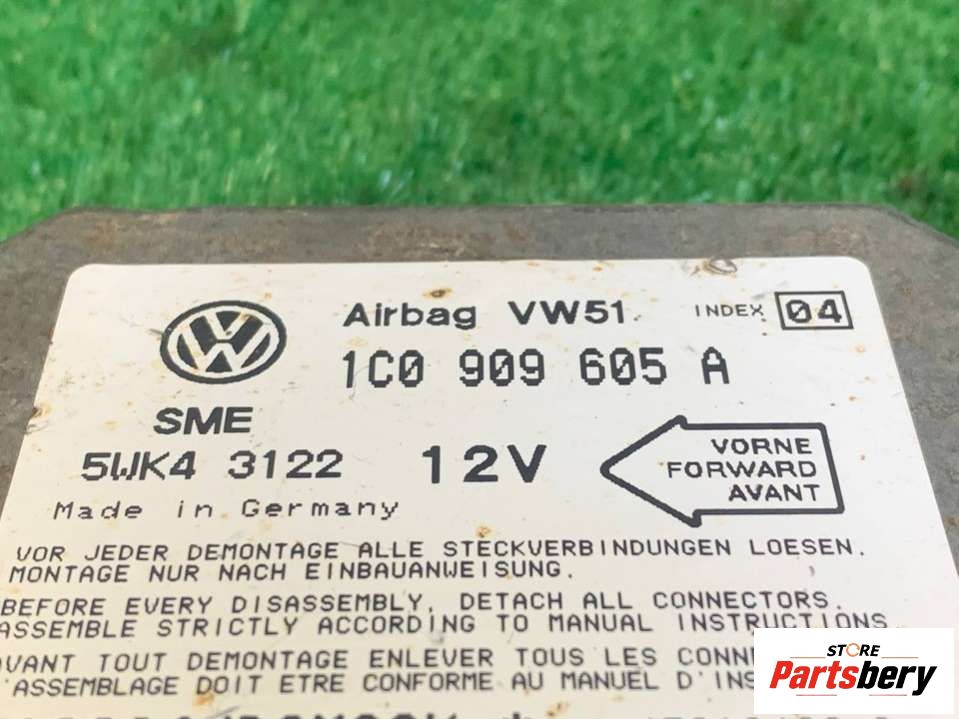 Airbag VW51 INDEX 04
1C0 909 605 A
SME
5WK4 3122 12V
VORNE
FORWARD
AVANT
Made in Germany
VOR JEDER DEMONTAGE ALLE STECKVERBINDUNGEN LOESEN.
MONTAGE NUR NACH EINBAUANWEISUNG.
BEFORE EVERY DISASSEMBLY, DETACH ALL CONNECTORS.
ASSEMBLE STRICTLY ACCORDING TO MANUAL INSTRUCTIONS.
AVANT TOUT DEMONTAGE ENLEVER TOUS LES
L'ASSEMBLAGE DOIT ETRE CONFORME AU MANUEL
STORE
Partsbery